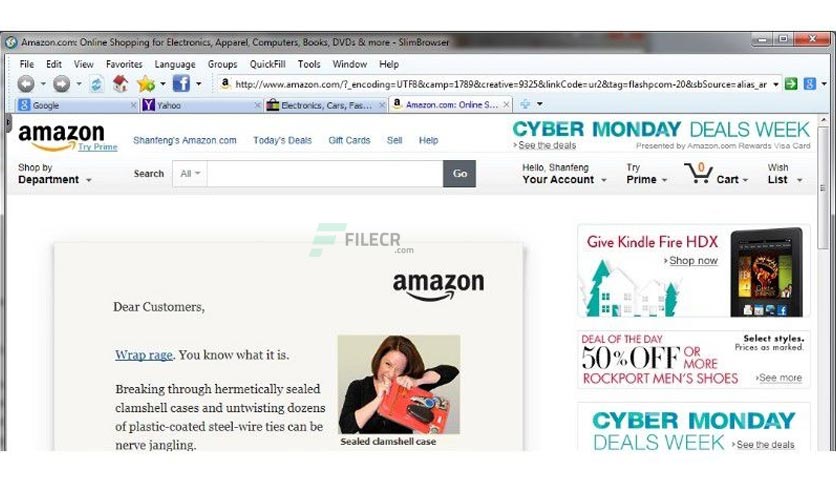 Amazon.com: Online Shopping for Electronics, Apparel, Computers, Books, DVDs & more - SlimBrowser
File Edit View Favorites Language Groups QuickFill Tools Window Help
http://www.amazon.com/?_encoding=UTF8&camp=1789&creative=9325&linkCode=ur2&tag=flashpcom-20&sbSource=alias_ar
Google Yahoo Electronics, Cars, Fas... Amazon.com: Online S...
amazon
Try Prime
Shanfeng's Amazon.com Today's Deals Gift Cards Sell Help
CYBER MONDAY DEALS WEEK
›See the deals Presented by Amazon.com Rewards Visa Card
Shop by
Department
Search All Go
Hello, Shanfeng
Your Account
Try
Prime
0
Cart
Wish
List
FILECR
.com
amazon
Dear Customers,
Wrap rage. You know what it is.
Breaking through hermetically sealed
clamshell cases and untwisting dozens
of plastic-coated steel-wire ties can be
nerve jangling.
Sealed clamshell case
Give Kindle Fire HDX
›Shop now
DEAL OF THE DAY
50% OFF OR
MORE
ROCKPORT MEN'S SHOES
Select styles.
Prices as marked.
›See more
CYBER MONDAY
DEALS WEEK ›See the deals